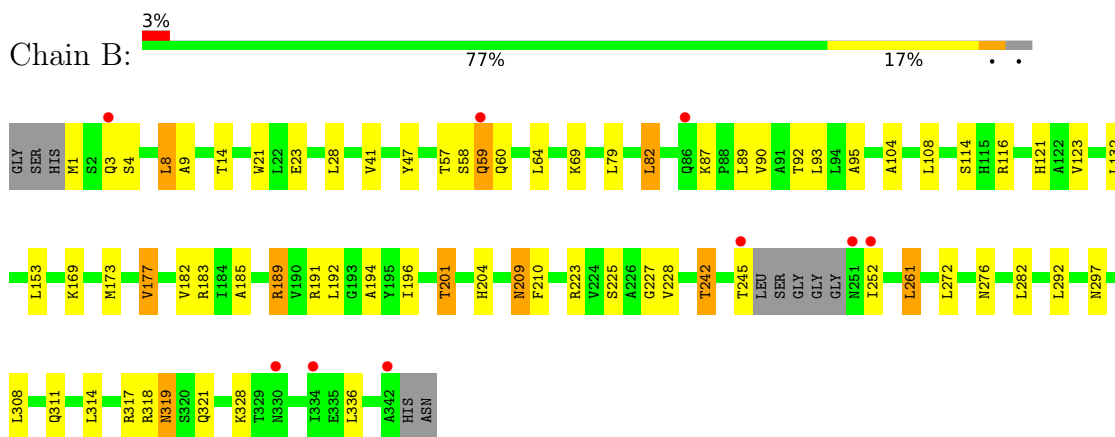 3%
Chain B:
77% 17% • •
GLY SER HIS M1 S2 Q3 S4 L8 A9 T14 W21 L22 E23 L28 V41 Y47 T57 S58 Q59 Q60 L64 K69 L79 L82 Q86 K87 P88 L89 V90 A91 T92 L93 L94 A95 A104 L108 S114 H115 R116 H121 A122 V123 L132
L153 K169 M173 V177 V182 R183 I184 A185 R189 V190 R191 L192 G193 A194 Y195 I196 T201 H204 N209 F210 R223 V224 S225 A226 G227 V228 T242 T245 LEU SER GLY GLY GLY N251 I252 L261 L272 N276 L282 L292 N297
L308 Q311 L314 R317 R318 N319 S320 Q321 K328 T329 N330 I334 E335 L336 A342 HIS ASN